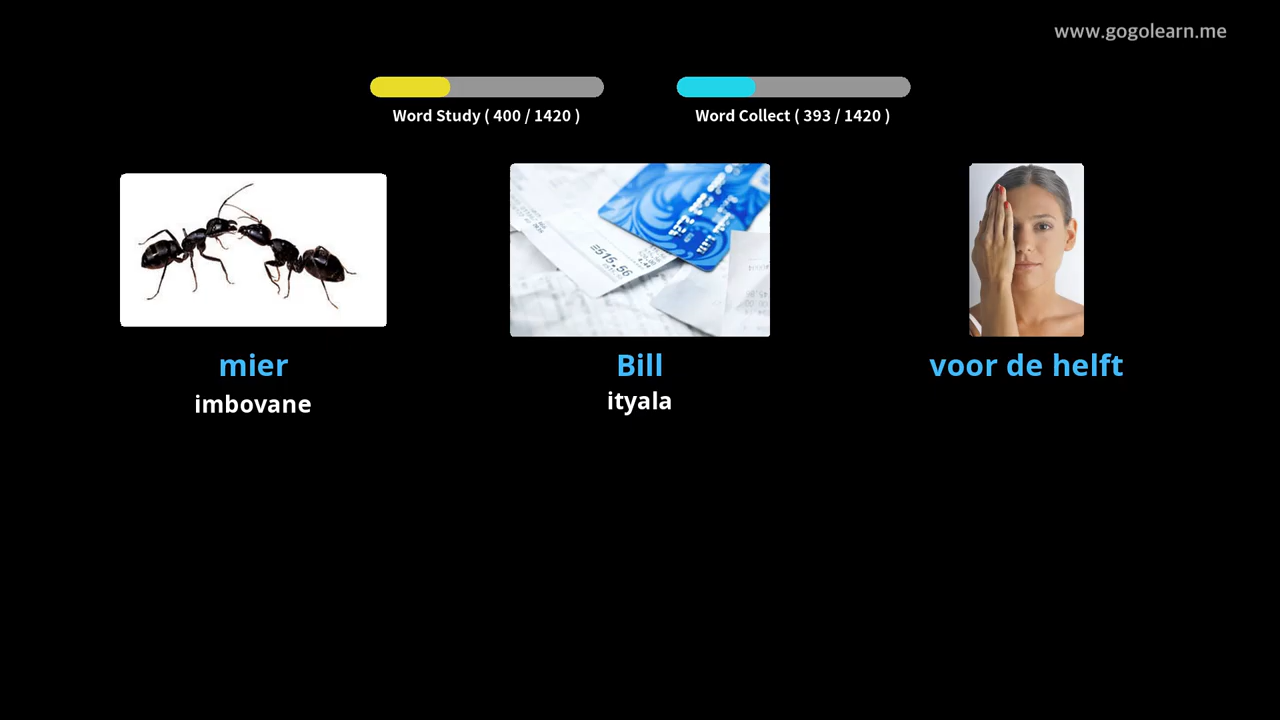 www.gogolearn.me
Word Study ( 400 / 1420 )
Word Collect ( 393 / 1420 )
mier
imbovane
Bill
ityala
voor de helft